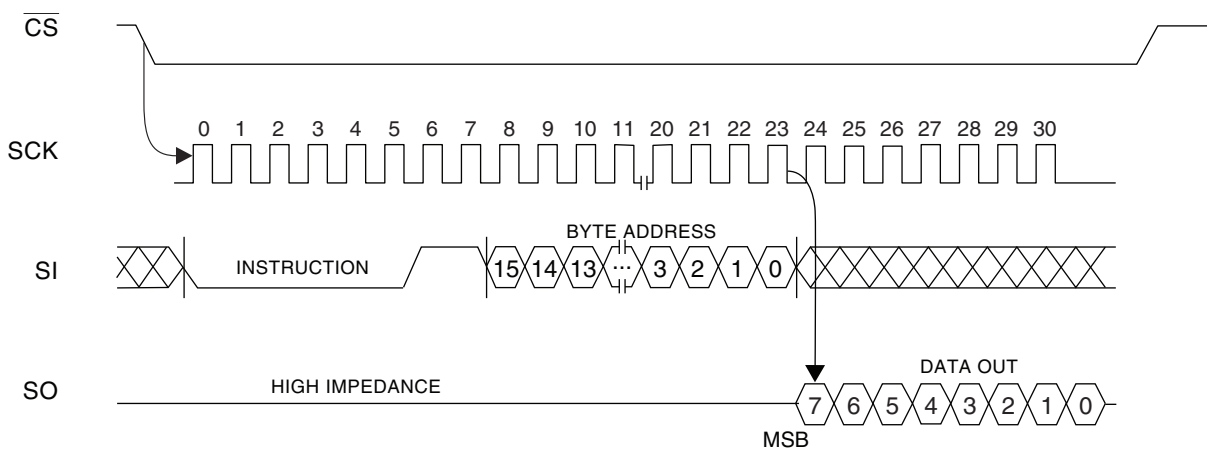 CS
0 1 2 3 4 5 6 7 8 9 10 11 20 21 22 23 24 25 26 27 28 29 30
SCK
BYTE ADDRESS
SI
INSTRUCTION
15 14 13 ... 3 2 1 0
DATA OUT
HIGH IMPEDANCE
SO
7 6 5 4 3 2 1 0
MSB